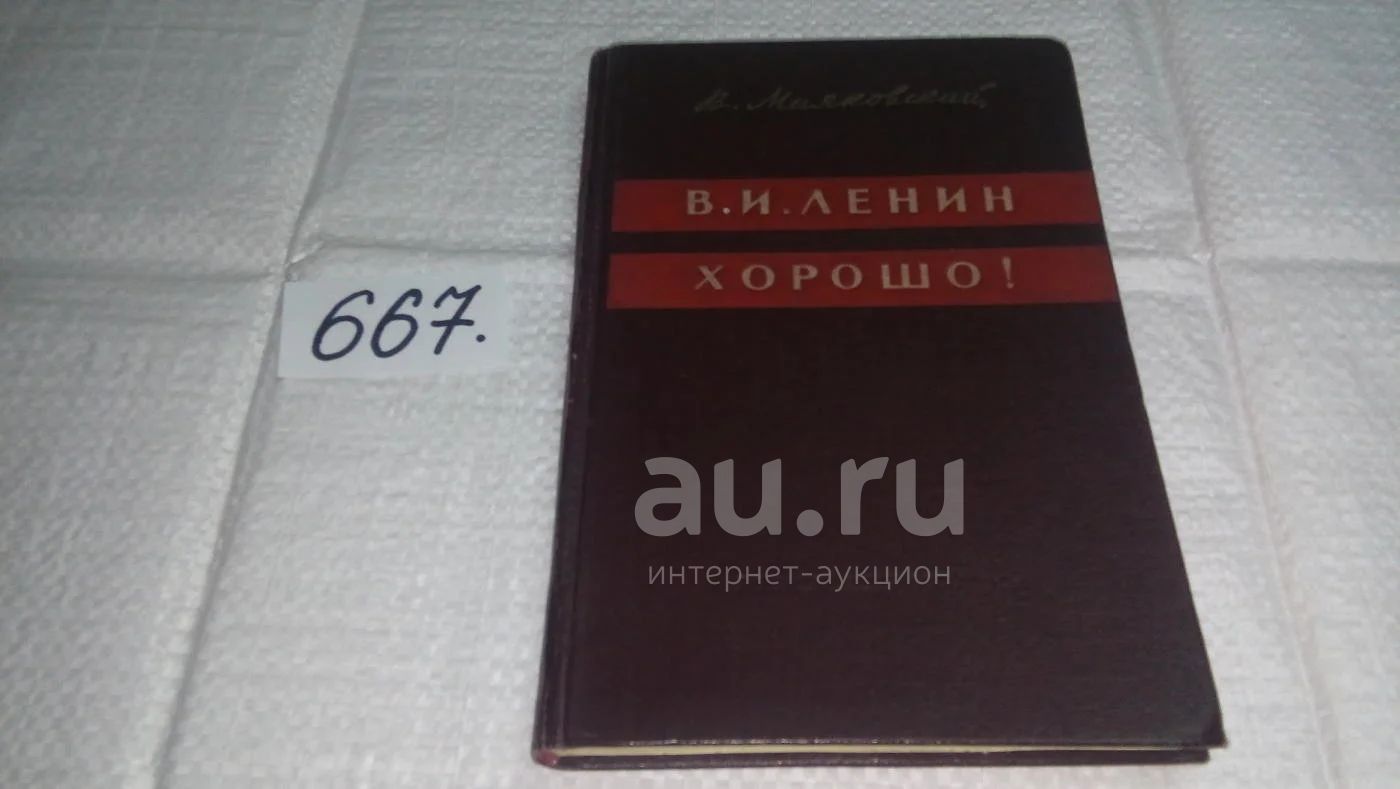 В. Маяковский
В.И.ЛЕНИН
ХОРОШО!
667.
au.ru
интернет-аукцион